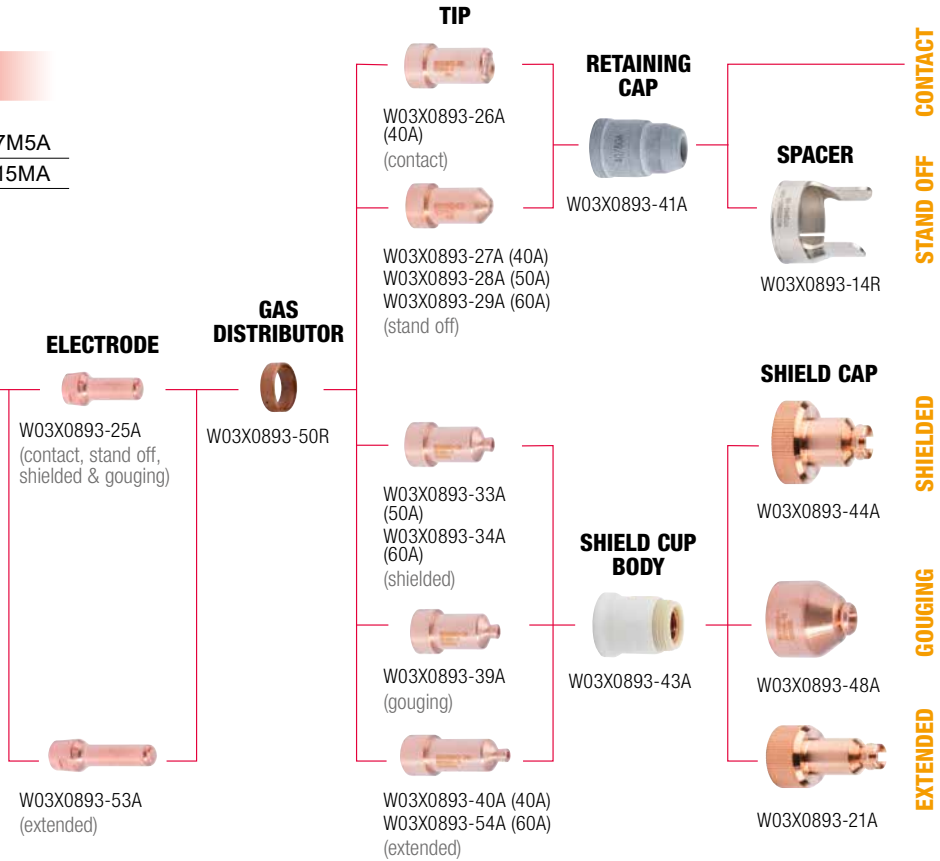 TIP
W03X0893-26A
(40A)
(contact)
W03X0893-27A (40A)
W03X0893-28A (50A)
W03X0893-29A (60A)
(stand off)
RETAINING
CAP
W03X0893-41A
SPACER
W03X0893-14R
CONTACT
STAND OFF
7M5A
15MA
ELECTRODE
W03X0893-25A
(contact, stand off,
shielded & gouging)
W03X0893-53A
(extended)
GAS
DISTRIBUTOR
W03X0893-50R
W03X0893-33A
(50A)
W03X0893-34A
(60A)
(shielded)
W03X0893-39A
(gouging)
W03X0893-40A (40A)
W03X0893-54A (60A)
(extended)
SHIELD CUP
BODY
W03X0893-43A
SHIELD CAP
W03X0893-44A
W03X0893-48A
W03X0893-21A
SHIELDED
GOUGING
EXTENDED